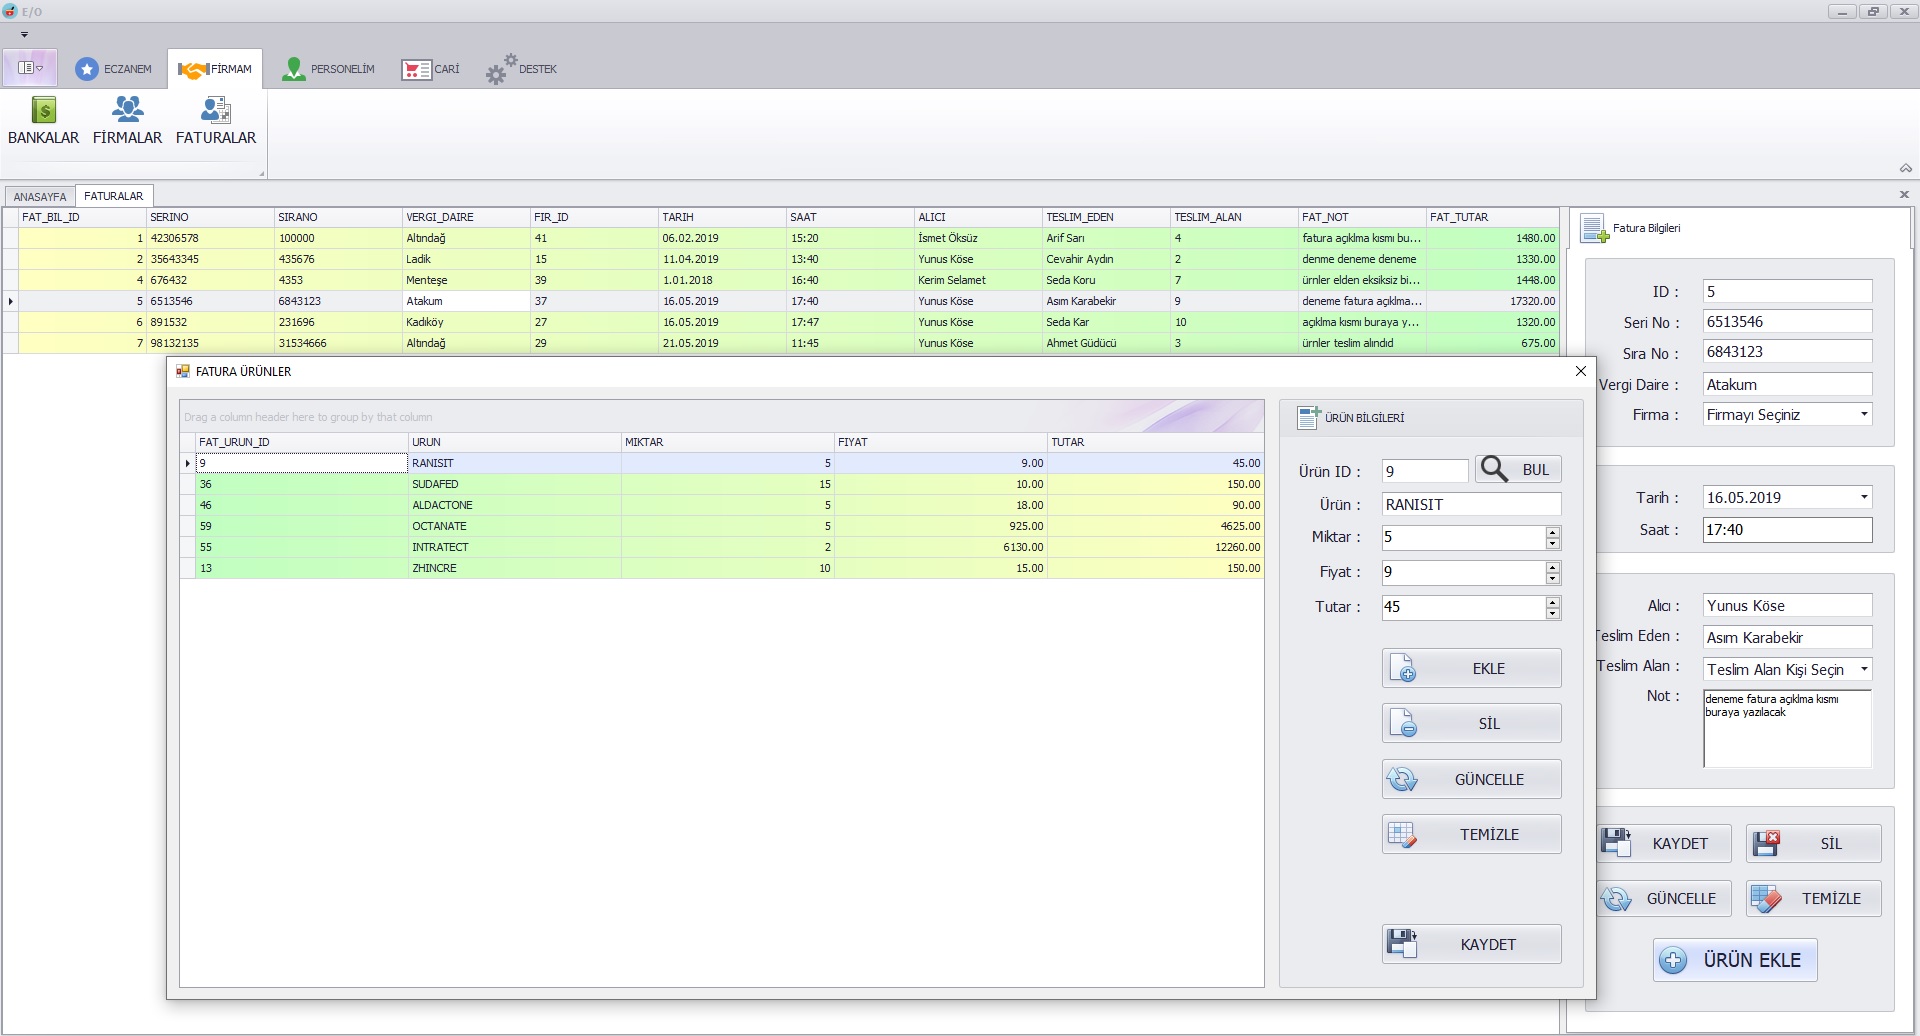 E/O
ECZANEM FİRMAM PERSONELİM CARİ DESTEK
BANKALAR FİRMALAR FATURALAR
ANASAYFA FATURALAR
FAT_BIL_ID SERINO SIRANO VERGI_DAIRE FIR_ID TARIH SAAT ALICI TESLIM_EDEN TESLIM_ALAN FAT_NOT FAT_TUTAR
1 42306578 100000 Altındağ 41 06.02.2019 15:20 İsmet Öksüz Arif Sarı 4 fatura açıklma kısmı bu... 1480.00
2 35643345 435676 Ladik 15 11.04.2019 13:40 Yunus Köse Cevahir Aydın 2 denme deneme deneme 1330.00
4 676432 4353 Menteşe 39 1.01.2018 16:40 Kerim Selamet Seda Koru 7 ürnler elden eksiksiz bi... 1448.00
5 6513546 6843123 Atakum 37 16.05.2019 17:40 Yunus Köse Asım Karabekir 9 deneme fatura açıklma... 17320.00
6 891532 231696 Kadıköy 27 16.05.2019 17:47 Yunus Köse Seda Kar 10 açıklma kısmı buraya y... 1320.00
7 98132135 31534666 Altındağ 29 21.05.2019 11:45 Yunus Köse Ahmet Güdücü 3 ürnler teslim alındıd 675.00
FATURA ÜRÜNLER
Drag a column header here to group by that column
FAT_URUN_ID URUN MIKTAR FIYAT TUTAR
9 RANISIT 5 9.00 45.00
36 SUDAFED 15 10.00 150.00
46 ALDACTONE 5 18.00 90.00
59 OCTANATE 5 925.00 4625.00
55 INTRATECT 2 6130.00 12260.00
13 ZHINCRE 10 15.00 150.00
ÜRÜN BİLGİLERİ
Ürün ID : 9 BUL
Ürün : RANISIT
Miktar : 5
Fiyat : 9
Tutar : 45
EKLE
SİL
GÜNCELLE
TEMİZLE
KAYDET
Fatura Bilgileri
ID : 5
Seri No : 6513546
Sıra No : 6843123
Vergi Daire : Atakum
Firma : Firmayı Seçiniz
Tarih : 16.05.2019
Saat : 17:40
Alıcı : Yunus Köse
Teslim Eden : Asım Karabekir
Teslim Alan : Teslim Alan Kişi Seçin
Not : deneme fatura açıklma kısmı
buraya yazılacak
KAYDET SİL
GÜNCELLE TEMİZLE
ÜRÜN EKLE